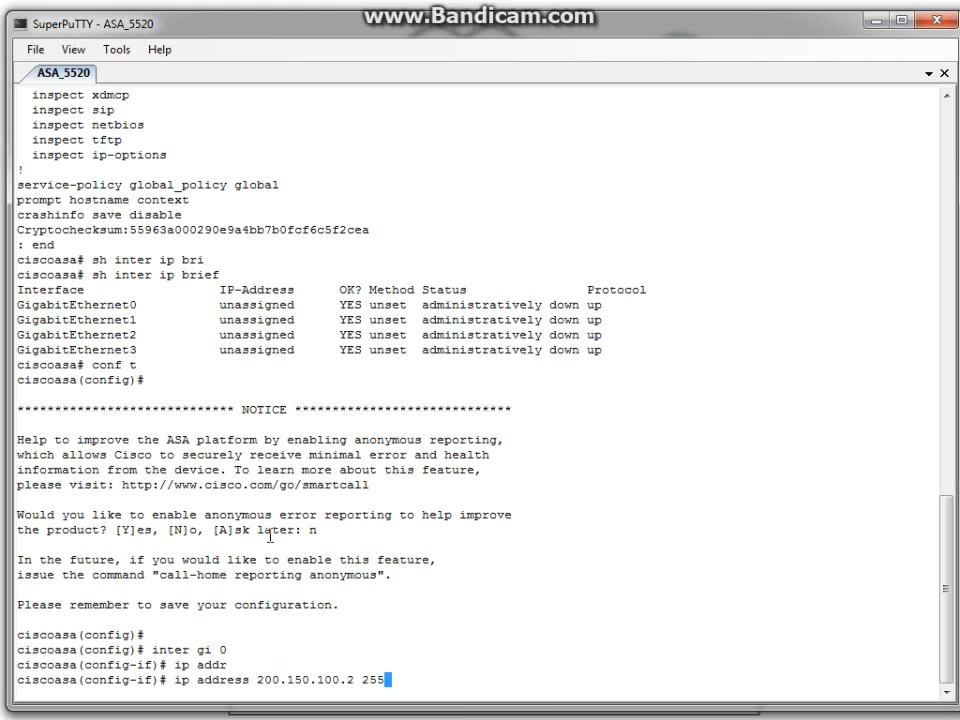 www.Bandicam.com
SuperPuTTY - ASA_5520
File View Tools Help
ASA_5520
inspect xdmcp
inspect sip
inspect netbios
inspect tftp
inspect ip-options
!
service-policy global_policy global
prompt hostname context
crashinfo save disable
Cryptochecksum:55963a000290e9a4bb7b0fcf6c5f2cea
: end
ciscoasa# sh inter ip bri
ciscoasa# sh inter ip brief
Interface IP-Address OK? Method Status Protocol
GigabitEthernet0 unassigned YES unset administratively down up
GigabitEthernet1 unassigned YES unset administratively down up
GigabitEthernet2 unassigned YES unset administratively down up
GigabitEthernet3 unassigned YES unset administratively down up
ciscoasa# conf t
ciscoasa(config)#
***************************** NOTICE *****************************
Help to improve the ASA platform by enabling anonymous reporting,
which allows Cisco to securely receive minimal error and health
information from the device. To learn more about this feature,
please visit: http://www.cisco.com/go/smartcall
Would you like to enable anonymous error reporting to help improve
the product? [Y]es, [N]o, [A]sk later: n
In the future, if you would like to enable this feature,
issue the command "call-home reporting anonymous".
Please remember to save your configuration.
ciscoasa(config)#
ciscoasa(config)# inter gi 0
ciscoasa(config-if)# ip addr
ciscoasa(config-if)# ip address 200.150.100.2 255